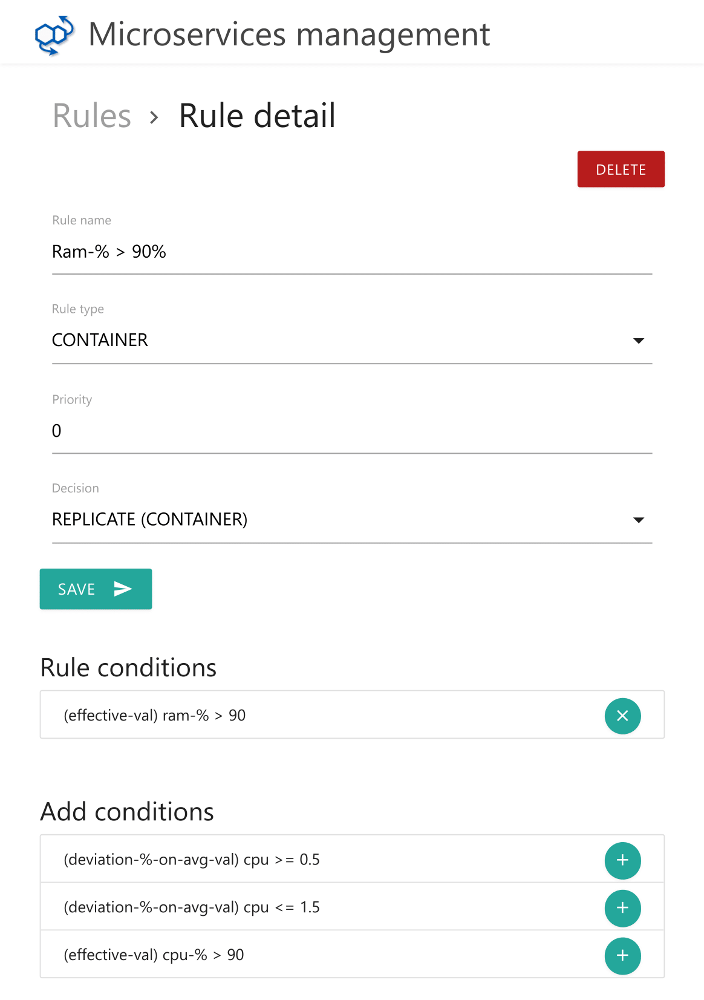 Microservices management
Rules › Rule detail
DELETE
Rule name
Ram-% > 90%
Rule type
CONTAINER
Priority
0
Decision
REPLICATE (CONTAINER)
SAVE
Rule conditions
(effective-val) ram-% > 90
Add conditions
(deviation-%-on-avg-val) cpu >= 0.5
(deviation-%-on-avg-val) cpu <= 1.5
(effective-val) cpu-% > 90